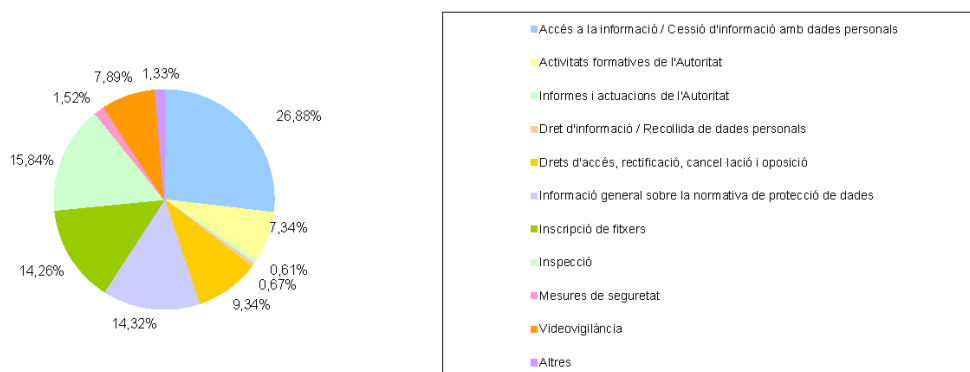 26,88%
7,34%
0,61%
0,67%
9,34%
14,32%
14,26%
15,84%
1,52%
7,89%
1,33%
Accés a la informació / Cessió d'informació amb dades personals
Activitats formatives de l'Autoritat
Informes i actuacions de l'Autoritat
Dret d'informació / Recollida de dades personals
Drets d'accés, rectificació, cancel·lació i oposició
Informació general sobre la normativa de protecció de dades
Inscripció de fitxers
Inspecció
Mesures de seguretat
Videovigilància
Altres